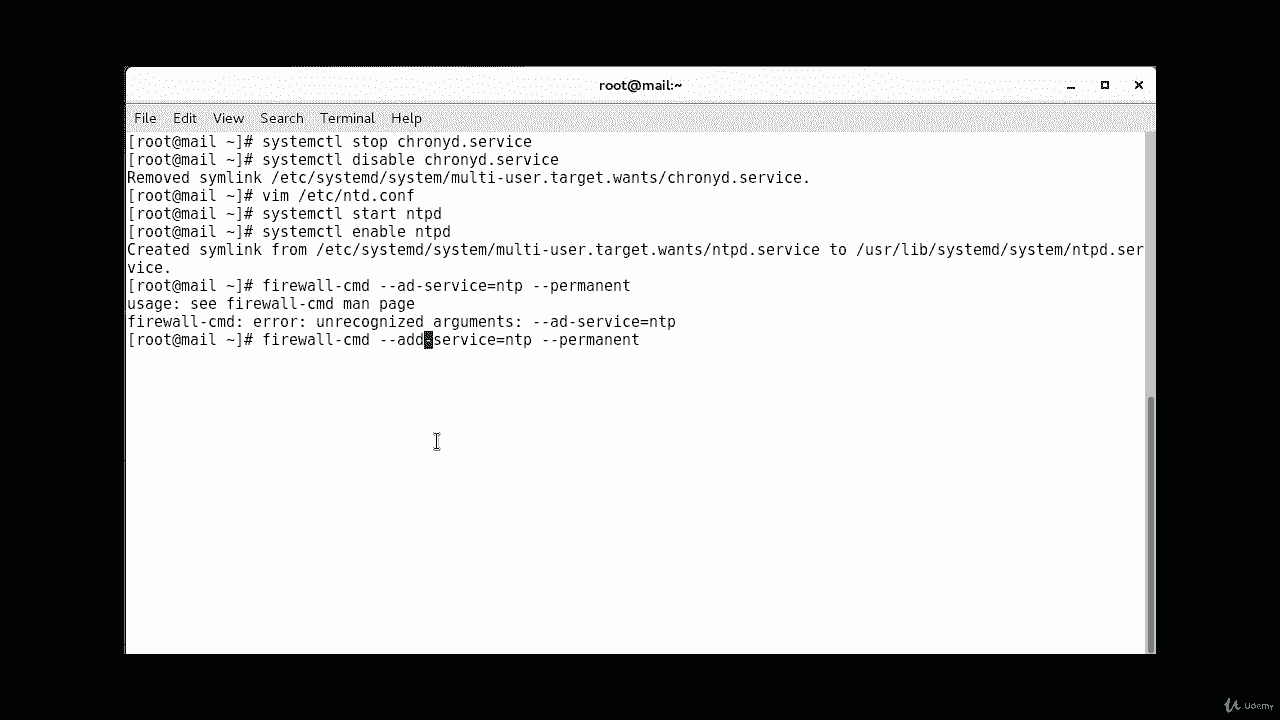 root@mail:~
File Edit View Search Terminal Help
[root@mail ~]# systemctl stop chronyd.service
[root@mail ~]# systemctl disable chronyd.service
Removed symlink /etc/systemd/system/multi-user.target.wants/chronyd.service.
[root@mail ~]# vim /etc/ntd.conf
[root@mail ~]# systemctl start ntpd
[root@mail ~]# systemctl enable ntpd
Created symlink from /etc/systemd/system/multi-user.target.wants/ntpd.service to /usr/lib/systemd/system/ntpd.ser
vice.
[root@mail ~]# firewall-cmd --ad-service=ntp --permanent
usage: see firewall-cmd man page
firewall-cmd: error: unrecognized arguments: --ad-service=ntp
[root@mail ~]# firewall-cmd --add-service=ntp --permanent
Udemy